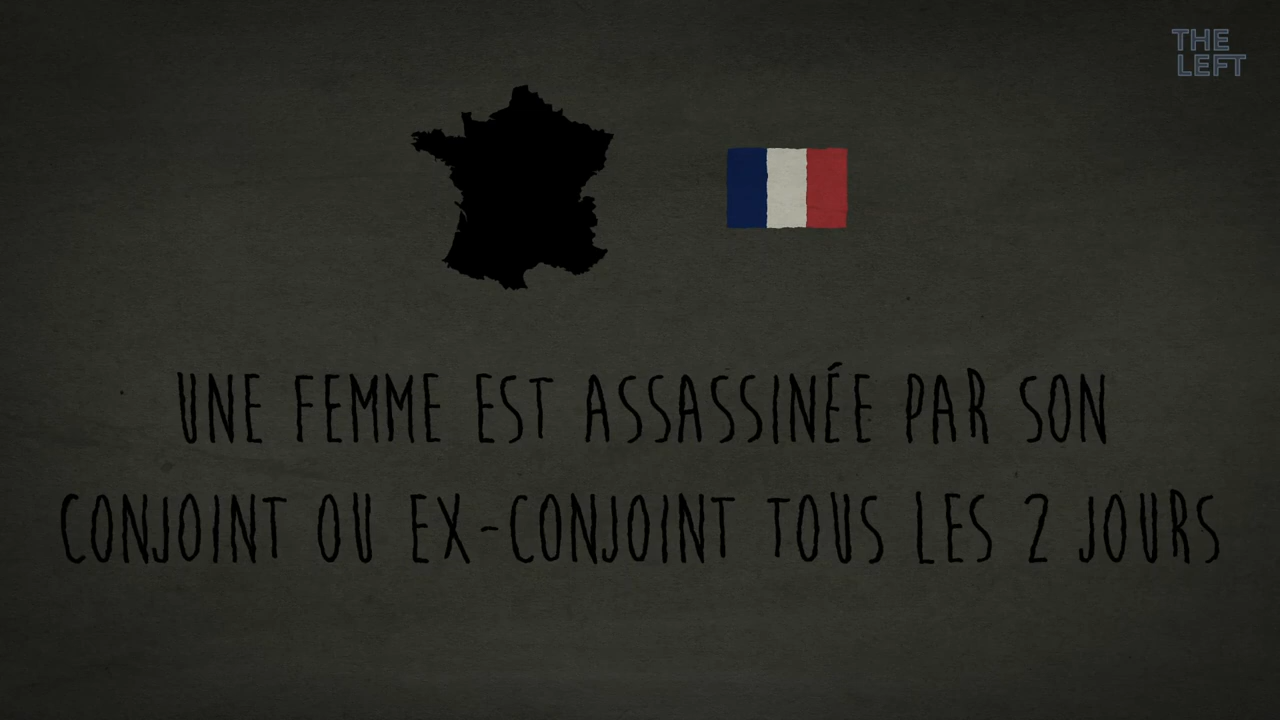 THE
LEFT
UNE FEMME EST ASSASSINÉE PAR SON
CONJOINT OU EX-CONJOINT TOUS LES 2 JOURS